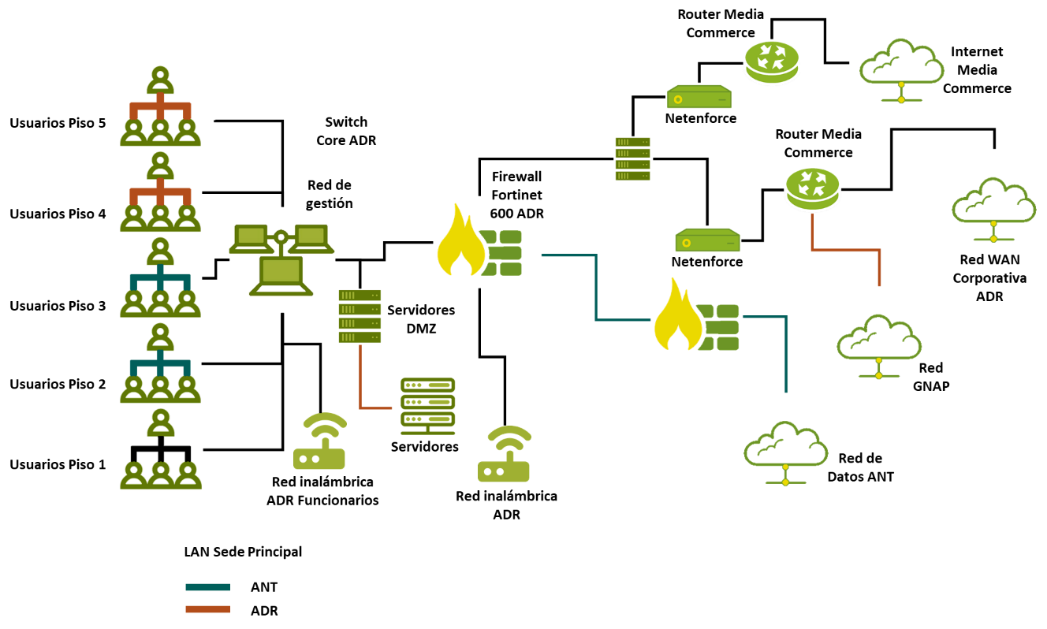 Router Media
Commerce
Internet
Media
Commerce
Usuarios Piso 5
Switch
Core ADR
Netenforce
Router Media
Commerce
Firewall
Fortinet
600 ADR
Red de
gestión
Usuarios Piso 4
Netenforce
Red WAN
Corporativa
ADR
Usuarios Piso 3
Servidores
DMZ
Usuarios Piso 2
Red
GNAP
Servidores
Usuarios Piso 1
Red inalámbrica
ADR Funcionarios
Red inalámbrica
ADR
Red de
Datos ANT
LAN Sede Principal
ANT
ADR